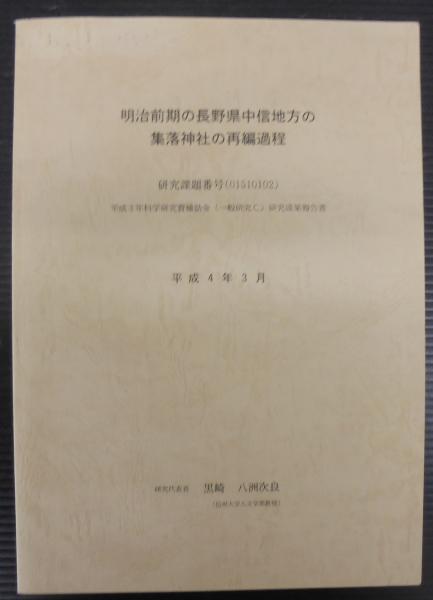 明治前期の長野県中信地方の
集落神社の再編過程
研究課題番号(01510102)
平成3年科学研究費補助金(一般研究C)研究成果報告書
平成4年3月
研究代表者 黒崎 八洲次良
(信州大学人文学部教授)